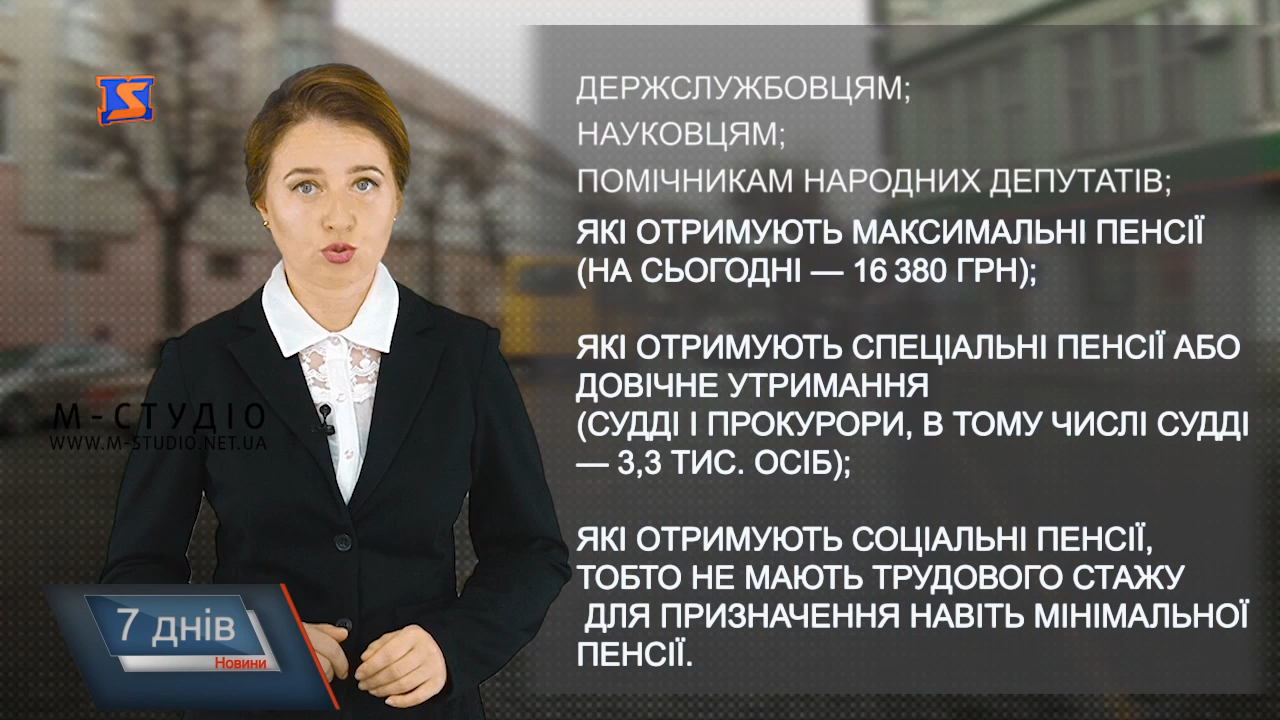 ДЕРЖСЛУЖБОВЦЯМ;
НАУКОВЦЯМ;
ПОМІЧНИКАМ НАРОДНИХ ДЕПУТАТІВ;
ЯКІ ОТРИМУЮТЬ МАКСИМАЛЬНІ ПЕНСІЇ
(НА СЬОГОДНІ — 16 380 ГРН);
ЯКІ ОТРИМУЮТЬ СПЕЦІАЛЬНІ ПЕНСІЇ АБО
ДОВІЧНЕ УТРИМАННЯ
(СУДДІ І ПРОКУРОРИ, В ТОМУ ЧИСЛІ СУДДІ
— 3,3 ТИС. ОСІБ);
ЯКІ ОТРИМУЮТЬ СОЦІАЛЬНІ ПЕНСІЇ,
ТОБТО НЕ МАЮТЬ ТРУДОВОГО СТАЖУ
ДЛЯ ПРИЗНАЧЕННЯ НАВІТЬ МІНІМАЛЬНОЇ
ПЕНСІЇ.
М-СТУДІО
WWW.M-STUDIO.NET.UA
7 днів
Новини